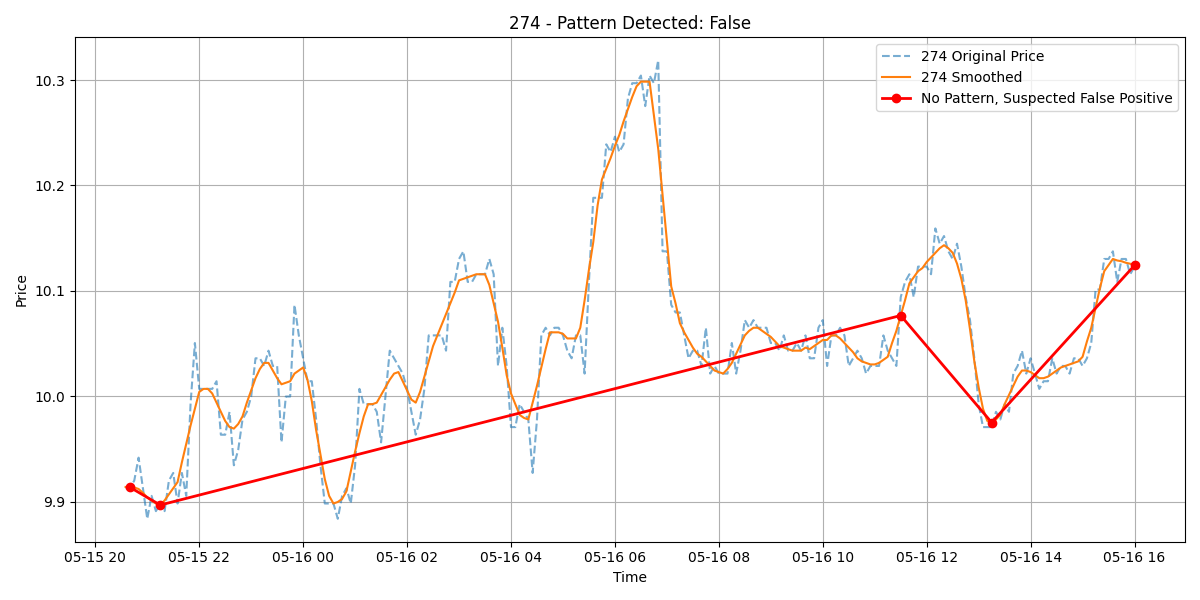 274 - Pattern Detected: False
274 Original Price
274 Smoothed
No Pattern, Suspected False Positive
Price
10.3
10.2
10.1
10.0
9.9
05-15 20 05-15 22 05-16 00 05-16 02 05-16 04 05-16 06 05-16 08 05-16 10 05-16 12 05-16 14 05-16 16
Time